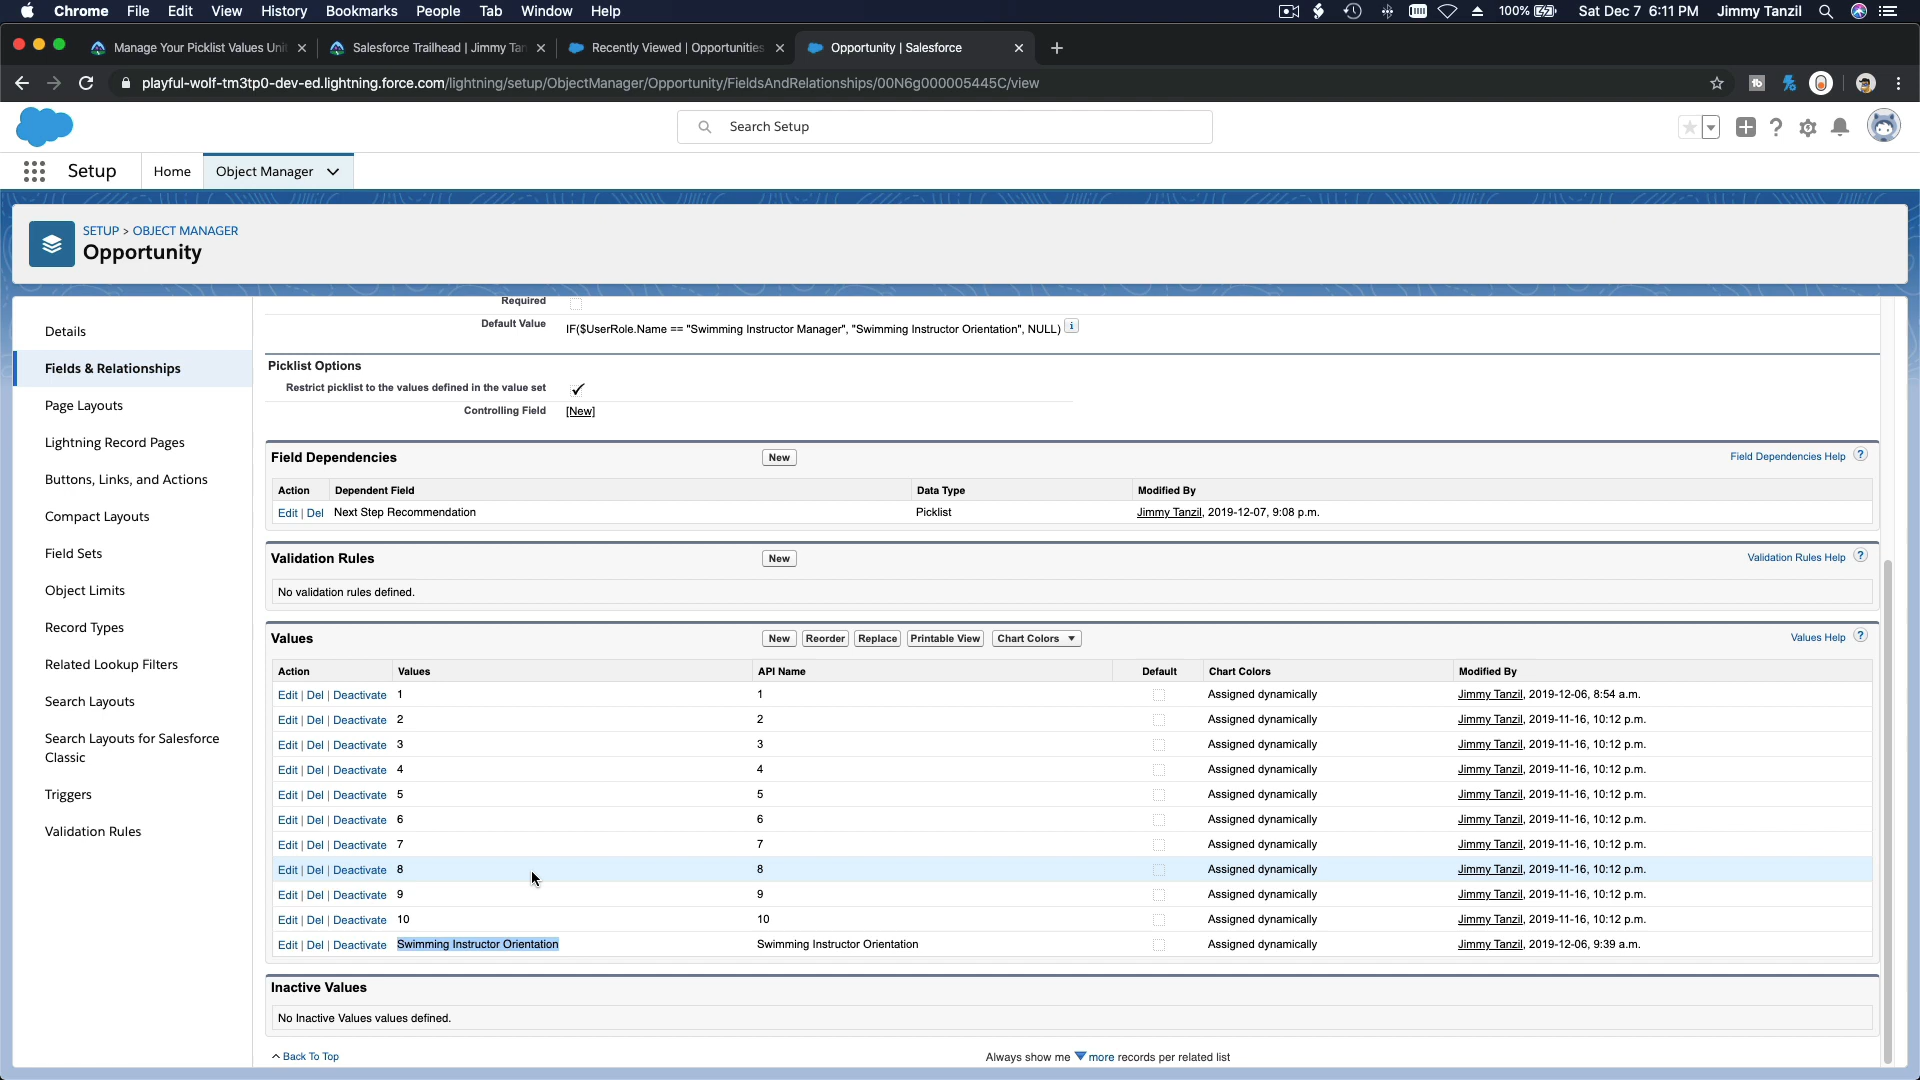 Chrome File Edit View History Bookmarks People Tab Window Help 100% Sat Dec 7 6:11 PM Jimmy Tanzil
Manage Your Picklist Values Uni Salesforce Trailhead | Jimmy Tan Recently Viewed | Opportunities Opportunity | Salesforce
playful-wolf-tm3tp0-dev-ed.lightning.force.com/lightning/setup/ObjectManager/Opportunity/FieldsAndRelationships/00N6g000005445C/view
Search Setup
Setup Home Object Manager
SETUP > OBJECT MANAGER
Opportunity
Details
Fields & Relationships
Page Layouts
Lightning Record Pages
Buttons, Links, and Actions
Compact Layouts
Field Sets
Object Limits
Record Types
Related Lookup Filters
Search Layouts
Search Layouts for Salesforce
Classic
Triggers
Validation Rules
Required
Default Value IF($UserRole.Name == "Swimming Instructor Manager", "Swimming Instructor Orientation", NULL) i
Picklist Options
Restrict picklist to the values defined in the value set ✓
Controlling Field [New]
Field Dependencies New Field Dependencies Help ?
Action Dependent Field Data Type Modified By
Edit | Del Next Step Recommendation Picklist Jimmy Tanzil, 2019-12-07, 9:08 p.m.
Validation Rules New Validation Rules Help ?
No validation rules defined.
Values New Reorder Replace Printable View Chart Colors Values Help ?
Action Values API Name Default Chart Colors Modified By
Edit | Del | Deactivate 1 1 Assigned dynamically Jimmy Tanzil, 2019-12-06, 8:54 a.m.
Edit | Del | Deactivate 2 2 Assigned dynamically Jimmy Tanzil, 2019-11-16, 10:12 p.m.
Edit | Del | Deactivate 3 3 Assigned dynamically Jimmy Tanzil, 2019-11-16, 10:12 p.m.
Edit | Del | Deactivate 4 4 Assigned dynamically Jimmy Tanzil, 2019-11-16, 10:12 p.m.
Edit | Del | Deactivate 5 5 Assigned dynamically Jimmy Tanzil, 2019-11-16, 10:12 p.m.
Edit | Del | Deactivate 6 6 Assigned dynamically Jimmy Tanzil, 2019-11-16, 10:12 p.m.
Edit | Del | Deactivate 7 7 Assigned dynamically Jimmy Tanzil, 2019-11-16, 10:12 p.m.
Edit | Del | Deactivate 8 8 Assigned dynamically Jimmy Tanzil, 2019-11-16, 10:12 p.m.
Edit | Del | Deactivate 9 9 Assigned dynamically Jimmy Tanzil, 2019-11-16, 10:12 p.m.
Edit | Del | Deactivate 10 10 Assigned dynamically Jimmy Tanzil, 2019-11-16, 10:12 p.m.
Edit | Del | Deactivate Swimming Instructor Orientation Swimming Instructor Orientation Assigned dynamically Jimmy Tanzil, 2019-12-06, 9:39 a.m.
Inactive Values
No Inactive Values values defined.
Back To Top Always show me more records per related list